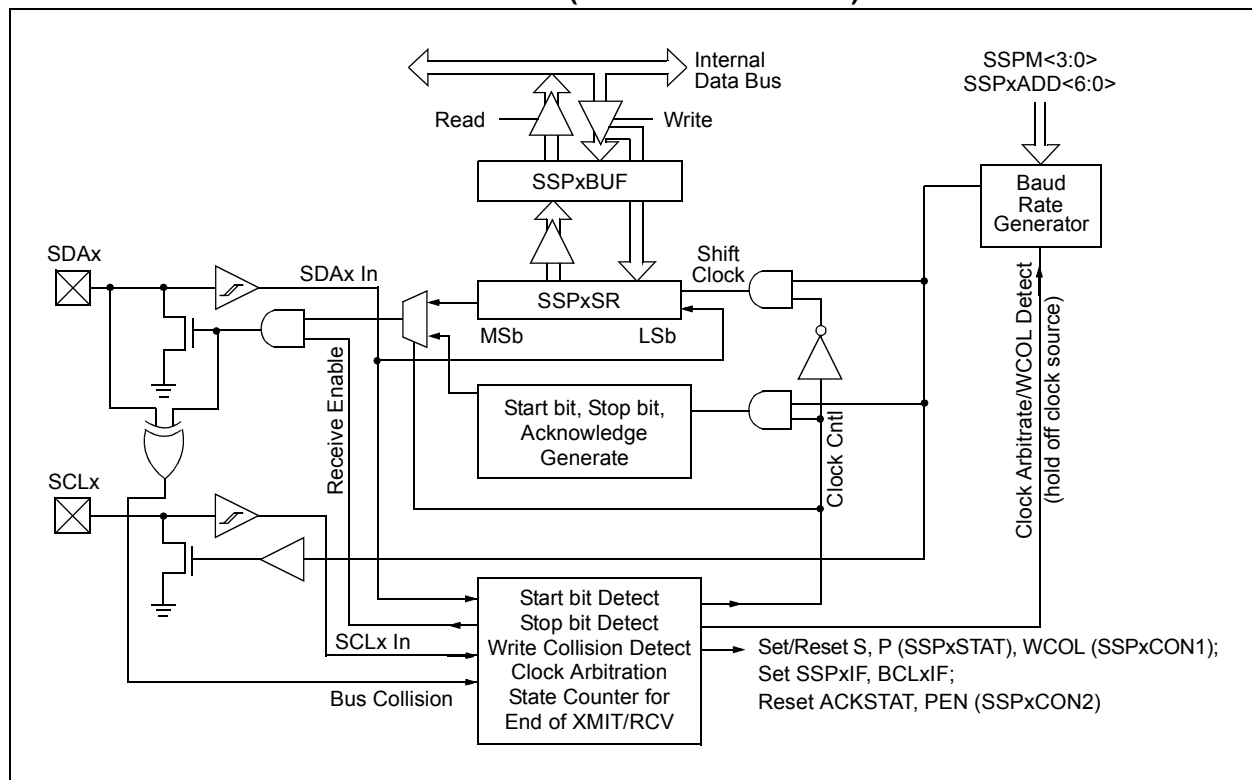 Internal
Data Bus
SSPM<3:0>
SSPxADD<6:0>
Read
Write
SSPxBUF
Baud
Rate
Generator
SDAx
SDAx In
Shift
Clock
SSPxSR
MSb
LSb
Receive Enable
Start bit, Stop bit,
Acknowledge
Generate
Clock Cntl
Clock Arbitrate/WCOL Detect
(hold off clock source)
SCLx
SCLx In
Bus Collision
Start bit Detect
Stop bit Detect
Write Collision Detect
Clock Arbitration
State Counter for
End of XMIT/RCV
Set/Reset S, P (SSPxSTAT), WCOL (SSPxCON1);
Set SSPxIF, BCLxIF;
Reset ACKSTAT, PEN (SSPxCON2)